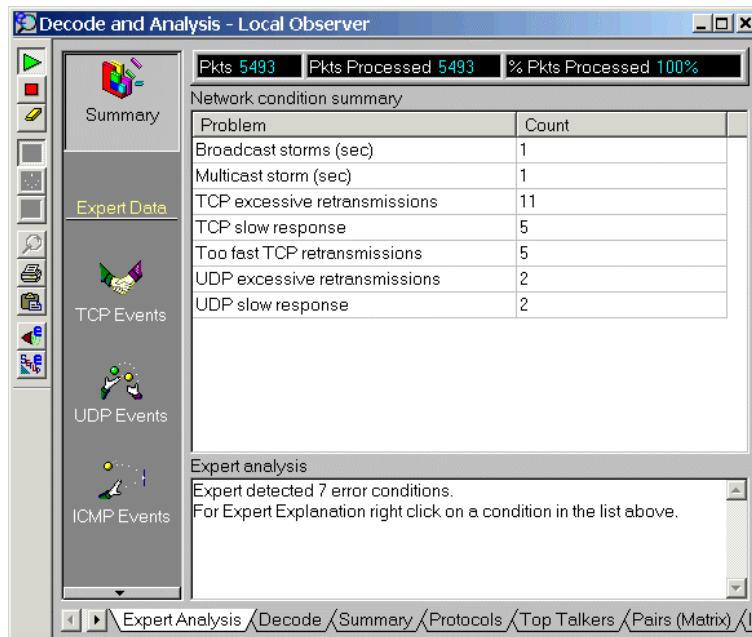 Decode and Analysis - Local Observer
Pkts 5493 Pkts Processed 5493 % Pkts Processed 100%
Summary
Expert Data
TCP Events
UDP Events
ICMP Events
Network condition summary
Problem Count
Broadcast storms (sec) 1
Multicast storm (sec) 1
TCP excessive retransmissions 11
TCP slow response 5
Too fast TCP retransmissions 5
UDP excessive retransmissions 2
UDP slow response 2
Expert analysis
Expert detected 7 error conditions.
For Expert Explanation right click on a condition in the list above.
Expert Analysis Decode Summary Protocols Top Talkers Pairs (Matrix)